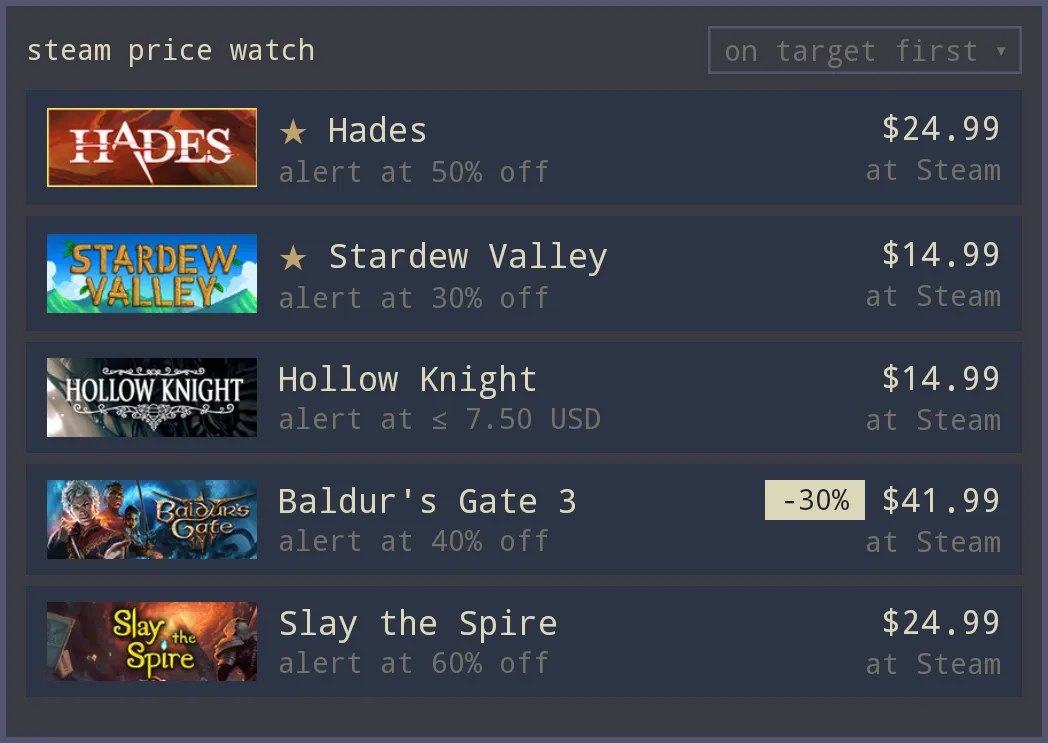 steam price watch
on target first ▾
HADES
★ Hades
alert at 50% off
$24.99
at Steam
STARDEW
VALLEY
★ Stardew Valley
alert at 30% off
$14.99
at Steam
HOLLOW KNIGHT
Hollow Knight
alert at ≤ 7.50 USD
$14.99
at Steam
Baldur's
Gate
Baldur's Gate 3
alert at 40% off
-30% $41.99
at Steam
Slay the
Spire
Slay the Spire
alert at 60% off
$24.99
at Steam